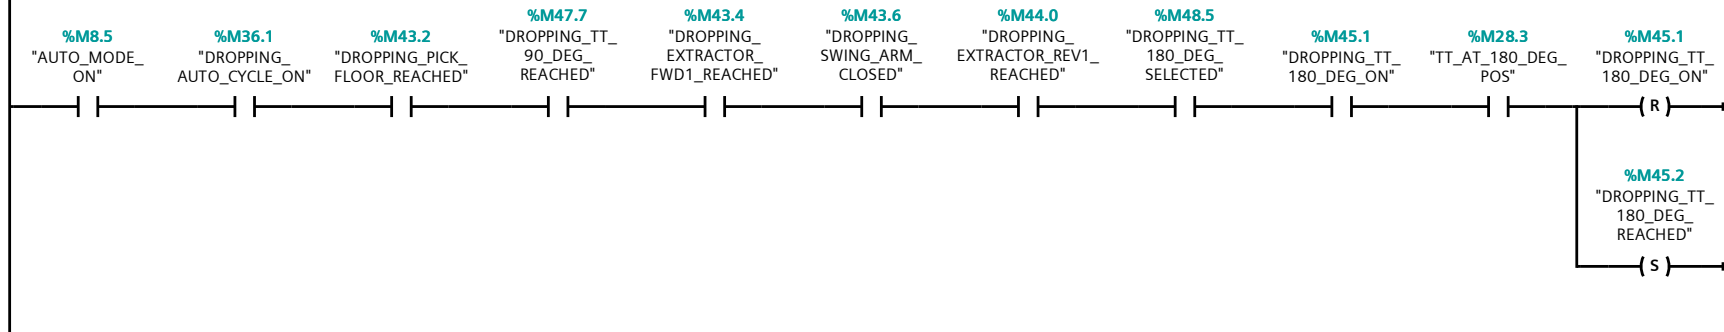 %M8.5
"AUTO_MODE_
ON"
%M36.1
"DROPPING_
AUTO_CYCLE_ON"
%M43.2
"DROPPING_PICK_
FLOOR_REACHED"
%M47.7
"DROPPING_TT_
90_DEG_
REACHED"
%M43.4
"DROPPING_
EXTRACTOR_
FWD1_REACHED"
%M43.6
"DROPPING_
SWING_ARM_
CLOSED"
%M44.0
"DROPPING_
EXTRACTOR_REV1_
REACHED"
%M48.5
"DROPPING_TT_
180_DEG_
SELECTED"
%M45.1
"DROPPING_TT_
180_DEG_ON"
%M28.3
"TT_AT_180_DEG_
POS"
%M45.1
"DROPPING_TT_
180_DEG_ON"
R
%M45.2
"DROPPING_TT_
180_DEG_
REACHED"
S